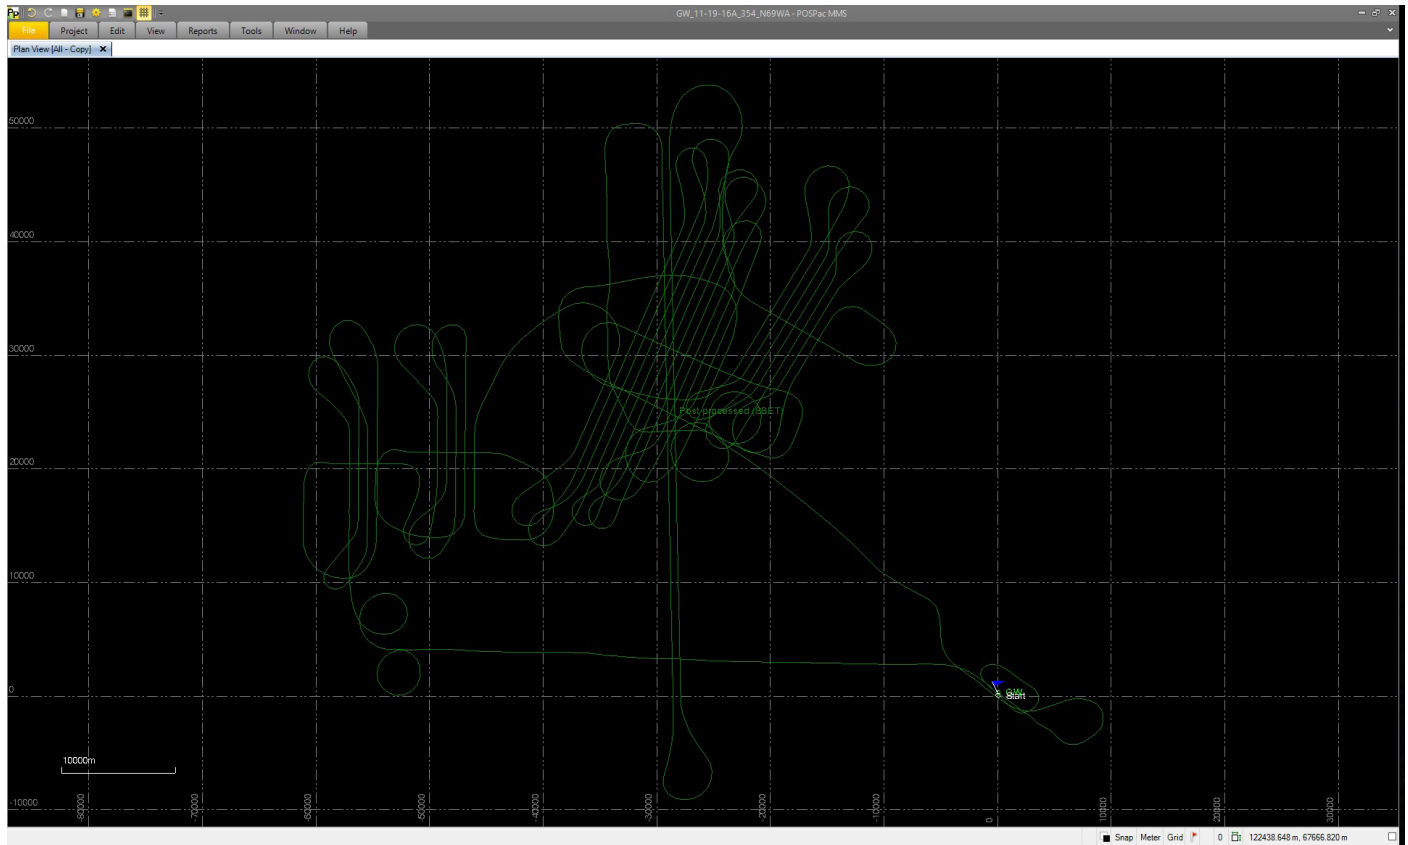 GW_11-19-16A_354_N69WA - POSPac MMS
File Project Edit View Reports Tools Window Help
Plan View [All - Copy]
50000
40000
30000
Post-processed (SBET)
20000
10000
0
GW
Start
10000m
-10000
-80000 -70000 -60000 -50000 -40000 -30000 -20000 -10000 0 10000 20000 30000
Snap Meter Grid 0 122438.648 m, 67666.820 m